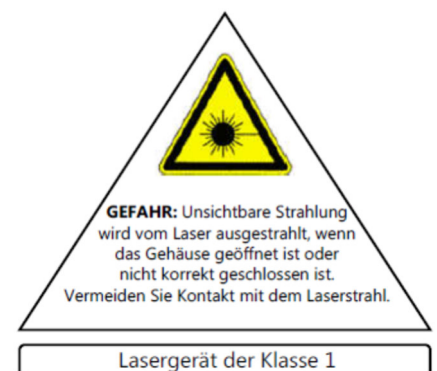 GEFAHR: Unsichtbare Strahlung
wird vom Laser ausgestrahlt, wenn
das Gehäuse geöffnet ist oder
nicht korrekt geschlossen ist.
Vermeiden Sie Kontakt mit dem Laserstrahl.
Lasergerät der Klasse 1